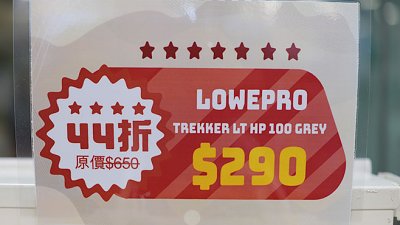 44折
原價$650
LOWEPRO
TREKKER LT HP 100 GREY
$290